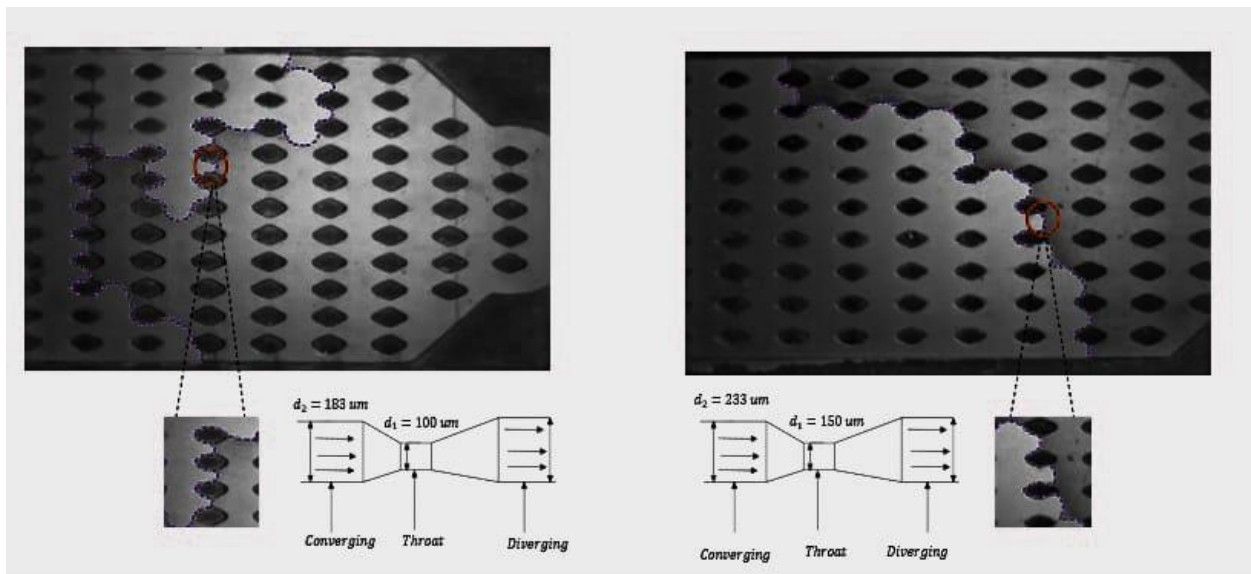 d₂ = 183 um
d₁ = 100 um
Converging
Throat
Diverging
d₂ = 233 um
d₁ = 150 um
Converging
Throat
Diverging